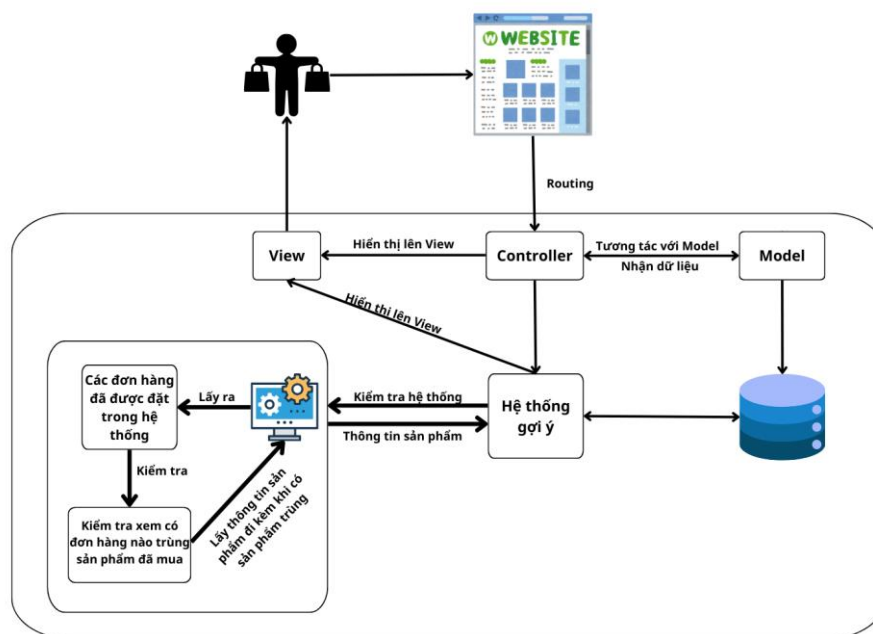 WEBSITE
Routing
View
Hiển thị lên View
Controller
Tương tác với Model
Nhận dữ liệu
Model
Hiển thị lên View
Các đơn hàng
đã được đặt
trong hệ
thống
Lấy ra
Kiểm tra hệ thống
Thông tin sản phẩm
Hệ thống
gợi ý
Kiểm tra
Lấy thông tin sản
phẩm đi kèm khi có
sản phẩm trùng
Kiểm tra xem có
đơn hàng nào trùng
sản phẩm đã mua